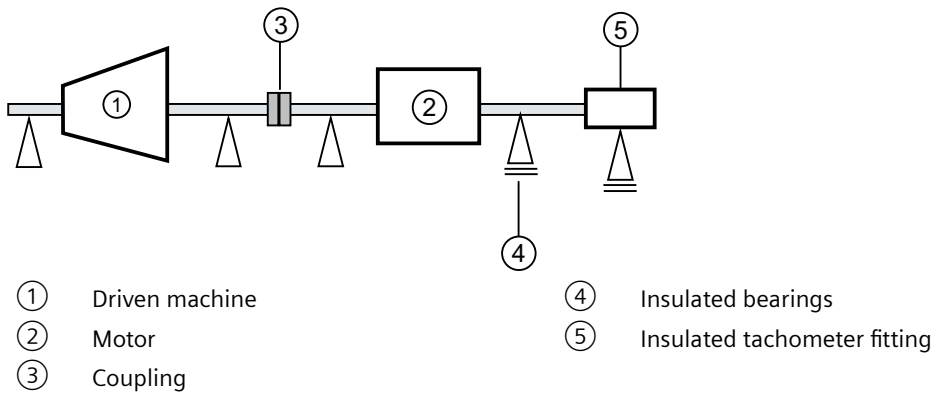 ③
⑤
①
②
④
① Driven machine
② Motor
③ Coupling
④ Insulated bearings
⑤ Insulated tachometer fitting